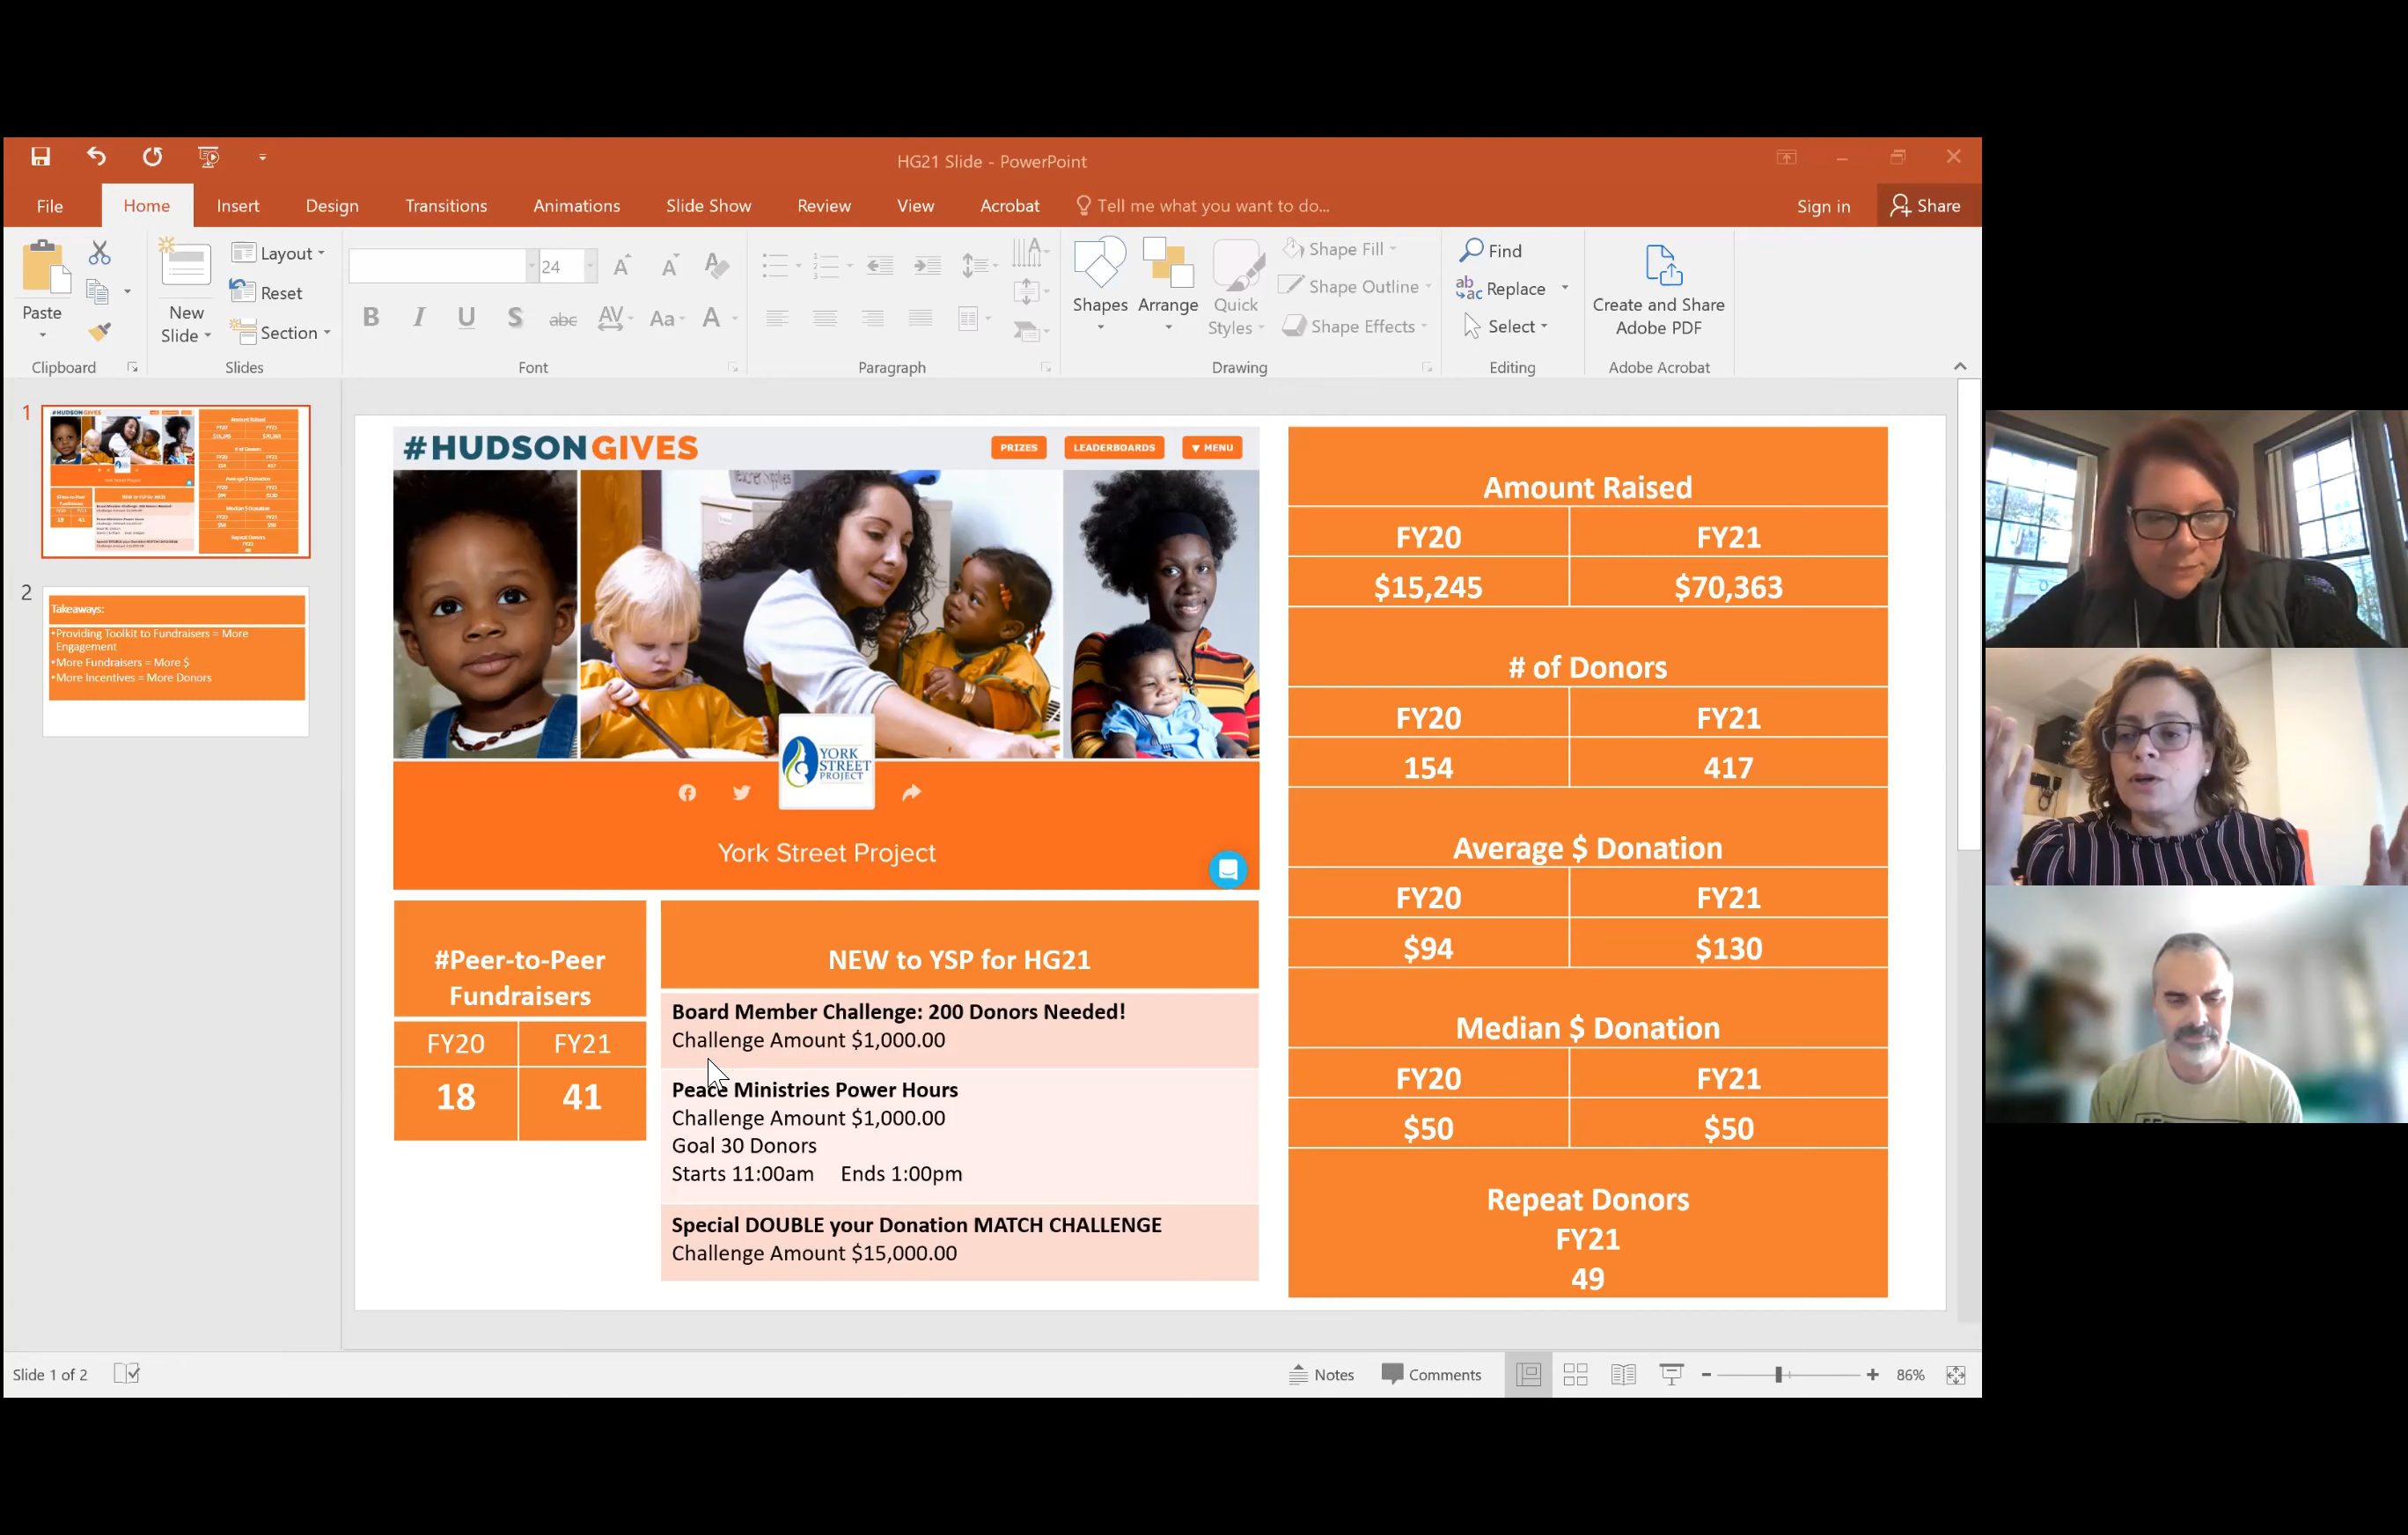 HG21 Slide - PowerPoint
File Home Insert Design Transitions Animations Slide Show Review View Acrobat Tell me what you want to do... Sign in Share
Paste
Clipboard
New
Slide
Layout
Reset
Section
Slides
24
B I U S abc AV Aa A
Font
Paragraph
Shapes
Arrange
Quick
Styles
Shape Fill
Shape Outline
Shape Effects
Drawing
Find
Replace
Select
Editing
Create and Share
Adobe PDF
Adobe Acrobat
1
2
Takeaways:
•Providing Toolkit to Fundraisers = More
Engagement
•More Fundraisers = More $
•More Incentives = More Donors
#HUDSONGIVES
PRIZES LEADERBOARDS ▼ MENU
Teacher Supplies
YORK
STREET
PROJECT
York Street Project
#Peer-to-Peer
Fundraisers
FY20 FY21
18 41
NEW to YSP for HG21
Board Member Challenge: 200 Donors Needed!
Challenge Amount $1,000.00
Peace Ministries Power Hours
Challenge Amount $1,000.00
Goal 30 Donors
Starts 11:00am Ends 1:00pm
Special DOUBLE your Donation MATCH CHALLENGE
Challenge Amount $15,000.00
Amount Raised
FY20 FY21
$15,245 $70,363
# of Donors
FY20 FY21
154 417
Average $ Donation
FY20 FY21
$94 $130
Median $ Donation
FY20 FY21
$50 $50
Repeat Donors
FY21
49
Slide 1 of 2
Notes Comments 86%